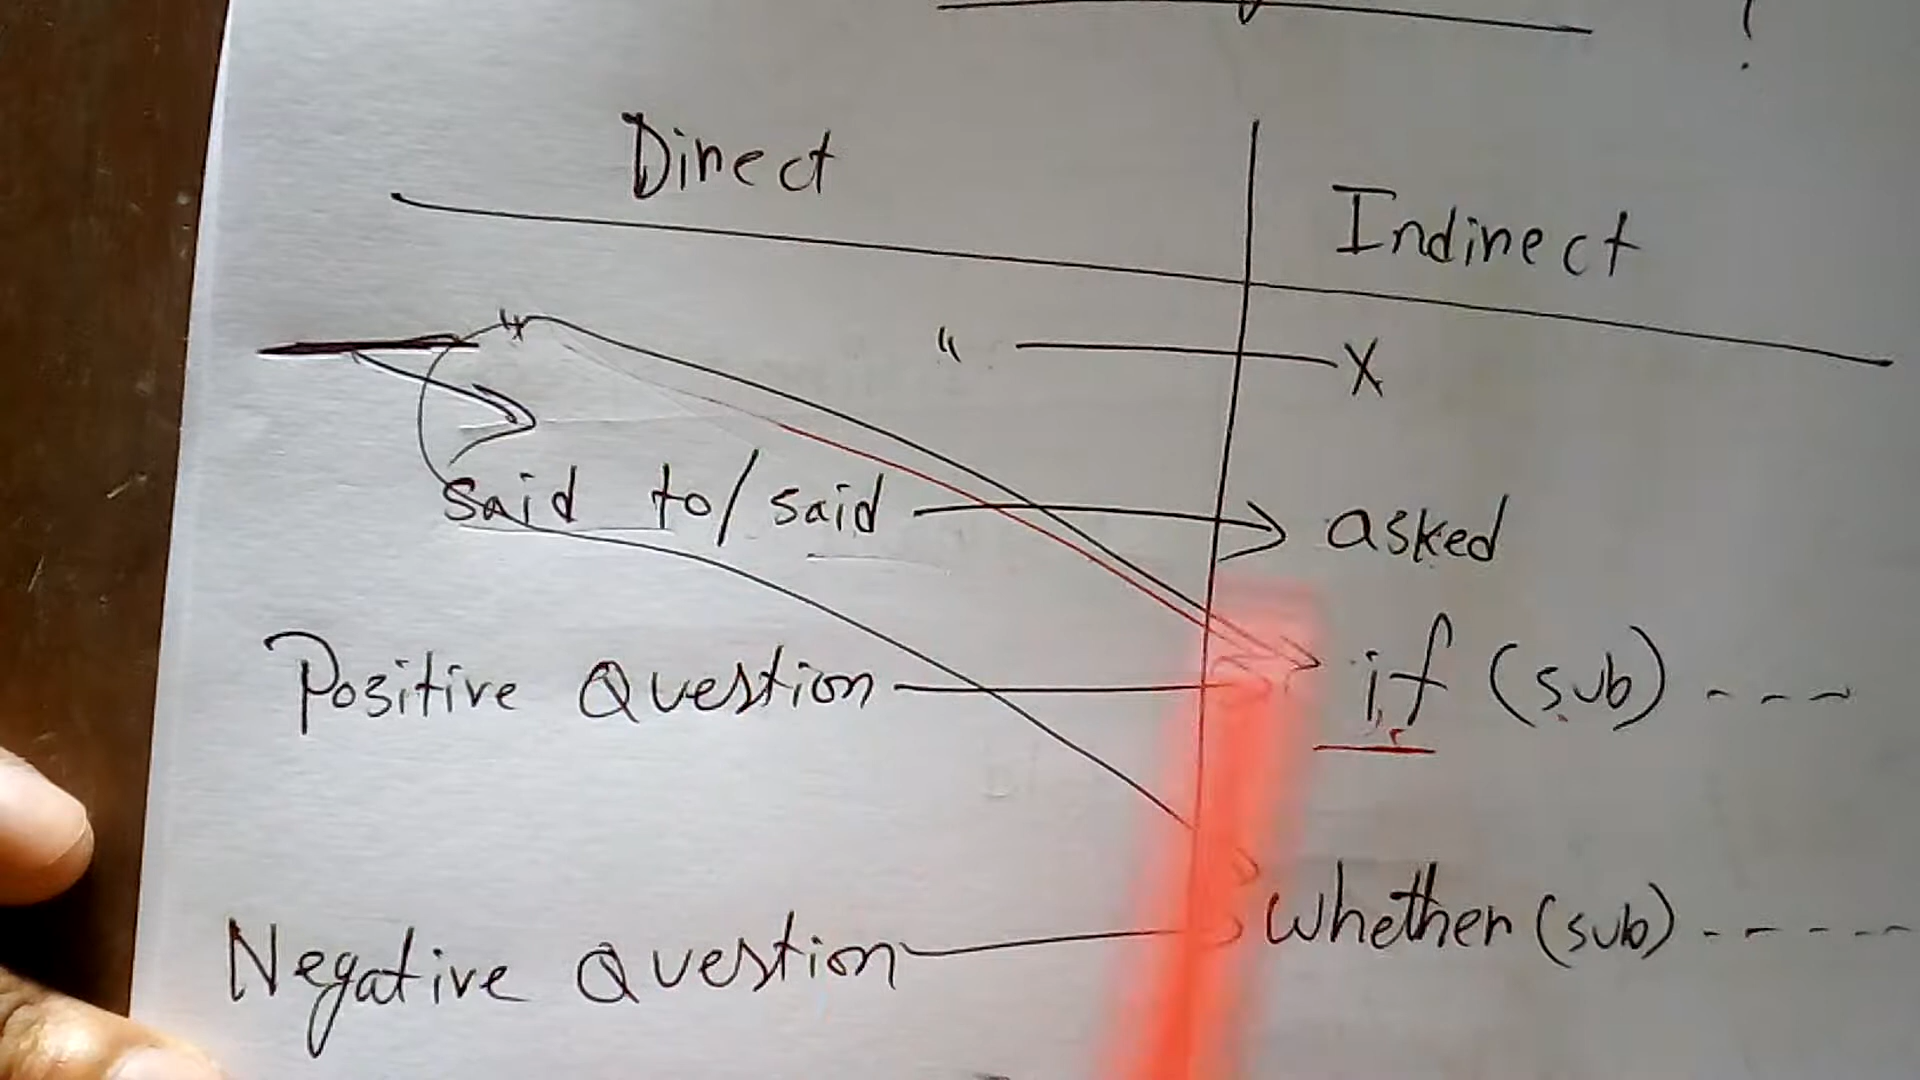 Direct
Indirect
" " X
said to/said asked
Positive Question if (sub) - - -
Negative Question whether (sub) - - - - -